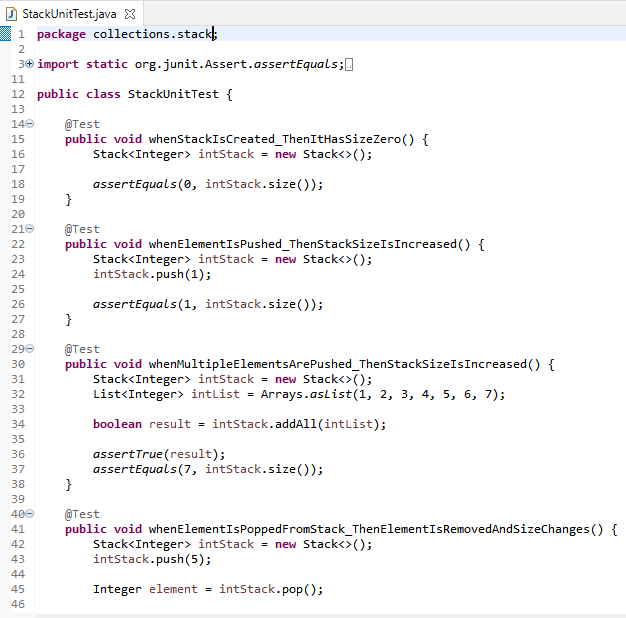 StackUnitTest.java
1 package collections.stack;
2
3 import static org.junit.Assert.assertEquals;
11
12 public class StackUnitTest {
13
14 @Test
15 public void whenStackIsCreated_ThenItHasSizeZero() {
16 Stack<Integer> intStack = new Stack<>();
17
18 assertEquals(0, intStack.size());
19 }
20
21 @Test
22 public void whenElementIsPushed_ThenStackSizeIsIncreased() {
23 Stack<Integer> intStack = new Stack<>();
24 intStack.push(1);
25
26 assertEquals(1, intStack.size());
27 }
28
29 @Test
30 public void whenMultipleElementsArePushed_ThenStackSizeIsIncreased() {
31 Stack<Integer> intStack = new Stack<>();
32 List<Integer> intList = Arrays.asList(1, 2, 3, 4, 5, 6, 7);
33
34 boolean result = intStack.addAll(intList);
35
36 assertTrue(result);
37 assertEquals(7, intStack.size());
38 }
39
40 @Test
41 public void whenElementIsPoppedFromStack_ThenElementIsRemovedAndSizeChanges() {
42 Stack<Integer> intStack = new Stack<>();
43 intStack.push(5);
44
45 Integer element = intStack.pop();
46